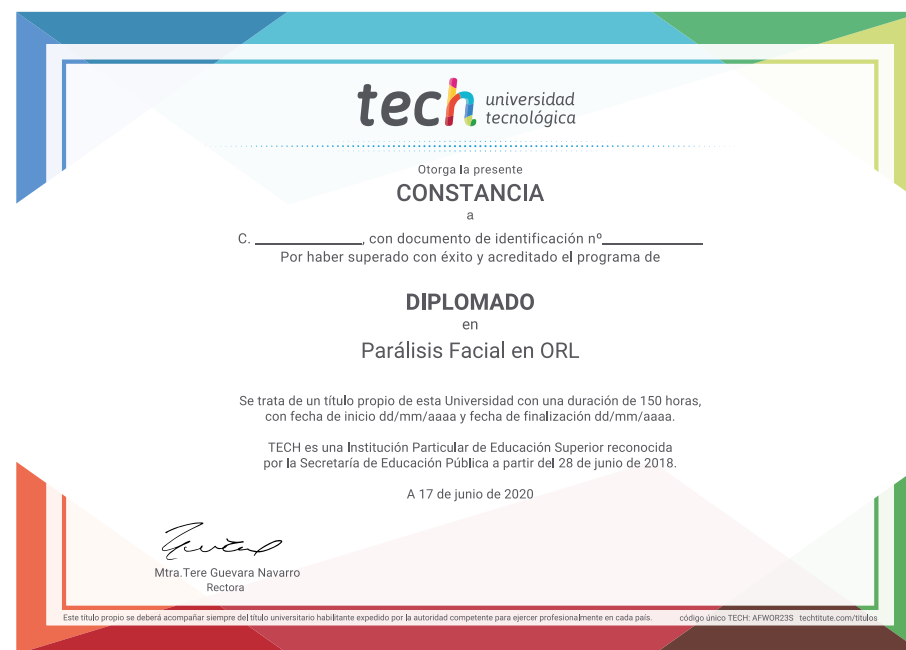 tech universidad
tecnológica
Otorga la presente
CONSTANCIA
a
C. ____________, con documento de identificación nº____________
Por haber superado con éxito y acreditado el programa de
DIPLOMADO
en
Parálisis Facial en ORL
Se trata de un título propio de esta Universidad con una duración de 150 horas,
con fecha de inicio dd/mm/aaaa y fecha de finalización dd/mm/aaaa.
TECH es una Institución Particular de Educación Superior reconocida
por la Secretaría de Educación Pública a partir del 28 de junio de 2018.
A 17 de junio de 2020
Mtra.Tere Guevara Navarro
Rectora
Este título propio se deberá acompañar siempre del título universitario habilitante expedido por la autoridad competente para ejercer profesionalmente en cada país. código único TECH: AFWOR23S techtitute.com/titulos